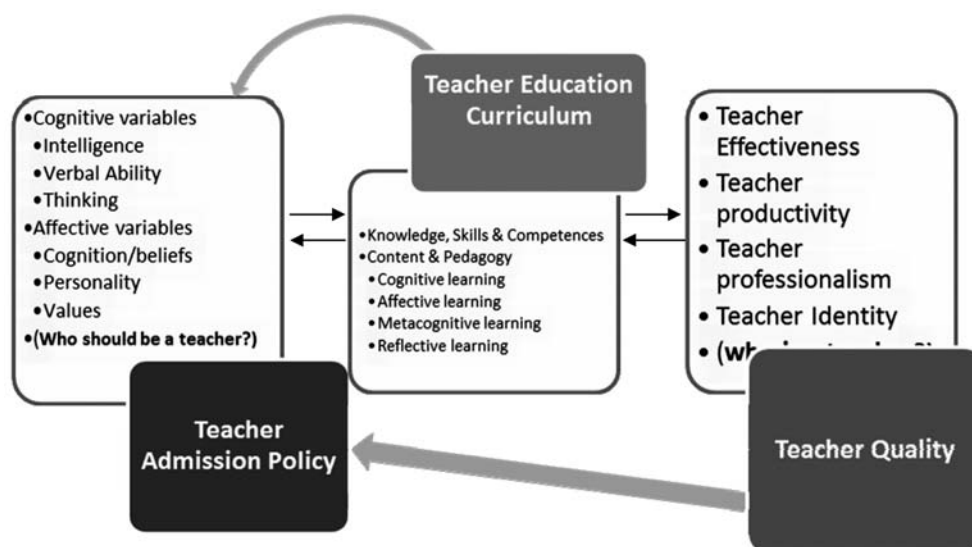 Teacher Education
Curriculum
•Cognitive variables
•Intelligence
•Verbal Ability
•Thinking
•Affective variables
•Cognition/beliefs
•Personality
•Values
•(Who should be a teacher?)
Teacher
Admission Policy
•Knowledge, Skills & Competences
•Content & Pedagogy
•Cognitive learning
•Affective learning
•Metacognitive learning
•Reflective learning
• Teacher
Effectiveness
• Teacher
productivity
• Teacher
professionalism
• Teacher Identity
Teacher Quality